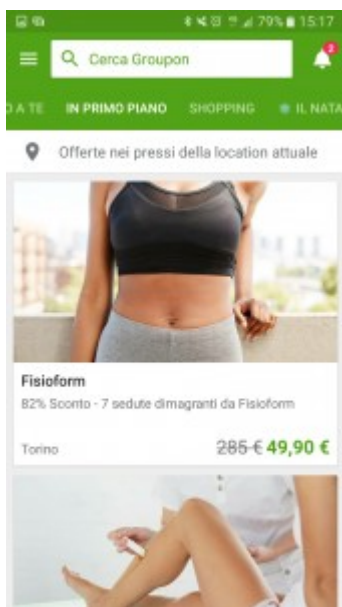 79% 15:17
Cerca Groupon
2
O A TE IN PRIMO PIANO SHOPPING IL NATA
Offerte nei pressi della location attuale
Fisioform
82% Sconto - 7 sedute dimagranti da Fisioform
Torino 285 € 49,90 €